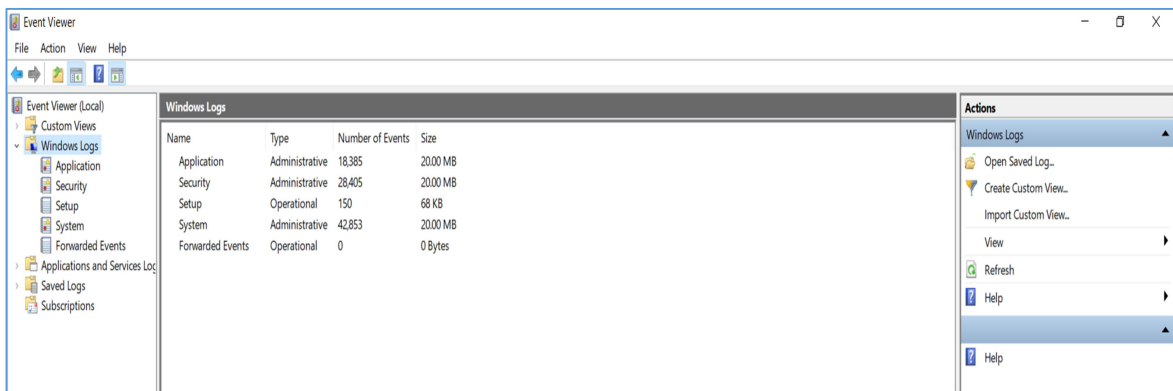 Event Viewer
File Action View Help
Event Viewer (Local)
Custom Views
Windows Logs
Application
Security
Setup
System
Forwarded Events
Applications and Services Log
Saved Logs
Subscriptions
Windows Logs
Name Type Number of Events Size
Application Administrative 18,385 20.00 MB
Security Administrative 28,405 20.00 MB
Setup Operational 150 68 KB
System Administrative 42,853 20.00 MB
Forwarded Events Operational 0 0 Bytes
Actions
Windows Logs
Open Saved Log...
Create Custom View...
Import Custom View...
View
Refresh
Help
Help